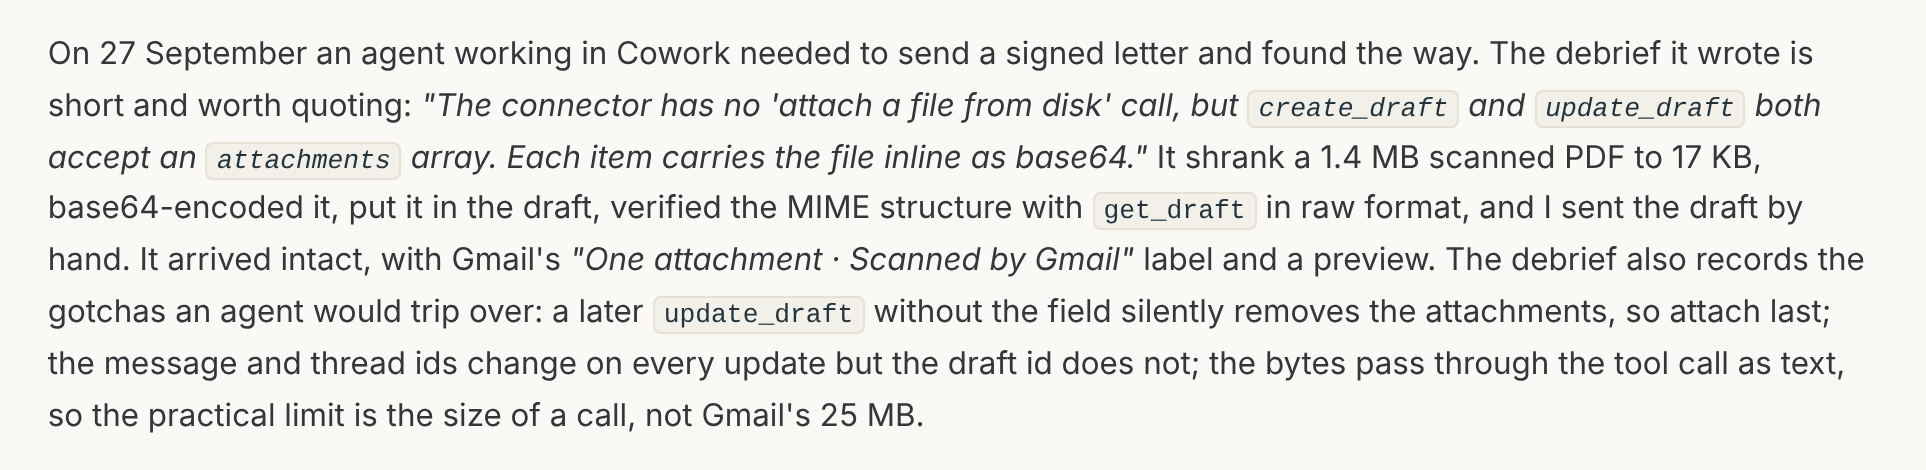 On 27 September an agent working in Cowork needed to send a signed letter and found the way. The debrief it wrote is
short and worth quoting: "The connector has no 'attach a file from disk' call, but create_draft and update_draft both
accept an attachments array. Each item carries the file inline as base64." It shrank a 1.4 MB scanned PDF to 17 KB,
base64-encoded it, put it in the draft, verified the MIME structure with get_draft in raw format, and I sent the draft by
hand. It arrived intact, with Gmail's "One attachment · Scanned by Gmail" label and a preview. The debrief also records the
gotchas an agent would trip over: a later update_draft without the field silently removes the attachments, so attach last;
the message and thread ids change on every update but the draft id does not; the bytes pass through the tool call as text,
so the practical limit is the size of a call, not Gmail's 25 MB.